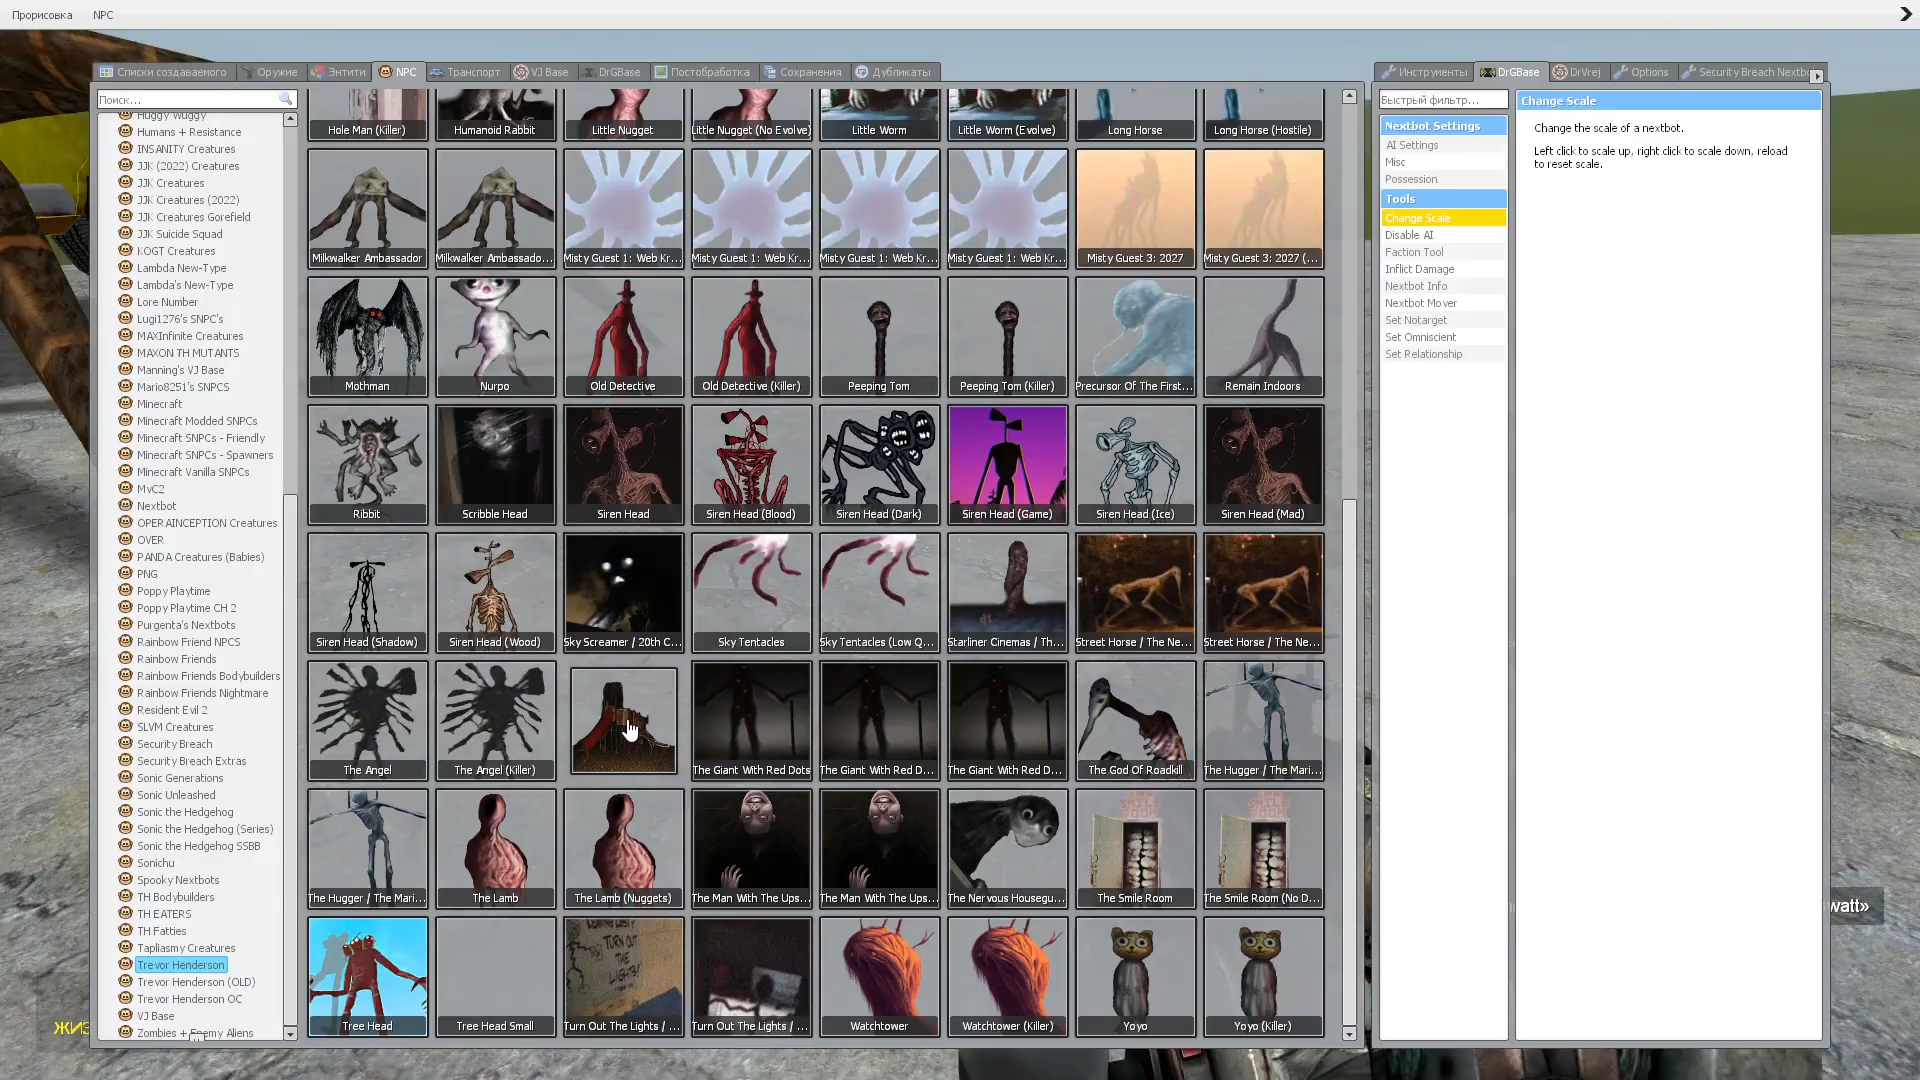 Прорисовка NPC
Списки создаваемого Оружие Энтити NPC Транспорт VJ Base DrGBase Постобработка Сохранения Дубликаты
Инструменты DrGBase DrVrej Options Security Breach Nextbo
Поиск...
Huggy Wuggy
Humans + Resistance
INSANITY Creatures
JJK (2022) Creatures
JJK Creatures
JJK Creatures (2022)
JJK Creatures Gorefield
JJK Suicide Squad
KOGT Creatures
Lambda New-Type
Lambda's New-Type
Lore Number
Lugi1276's SNPC's
MAXInfinite Creatures
MAXON TH MUTANTS
Manning's VJ Base
Mario8251's SNPCS
Minecraft
Minecraft Modded SNPCs
Minecraft SNPCs - Friendly
Minecraft SNPCs - Spawners
Minecraft Vanilla SNPCs
MvC2
Nextbot
OPERAINCEPTION Creatures
OVER
PANDA Creatures (Babies)
PNG
Poppy Playtime
Poppy Playtime CH 2
Purgenta's Nextbots
Rainbow Friend NPCS
Rainbow Friends
Rainbow Friends Bodybuilders
Rainbow Friends Nightmare
Resident Evil 2
SLVM Creatures
Security Breach
Security Breach Extras
Sonic Generations
Sonic Unleashed
Sonic the Hedgehog
Sonic the Hedgehog (Series)
Sonic the Hedgehog SSBB
Sonichu
Spooky Nextbots
TH Bodybuilders
TH EATERS
TH Fatties
Tapliasmy Creatures
Trevor Henderson
Trevor Henderson (OLD)
Trevor Henderson OC
VJ Base
Zombies + Enemy Aliens
Hole Man (Killer) Humanoid Rabbit Little Nugget Little Nugget (No Evolve) Little Worm Little Worm (Evolve) Long Horse Long Horse (Hostile)
Milkwalker Ambassador Milkwalker Ambassado... Misty Guest 1: Web Kr... Misty Guest 1: Web Kr... Misty Guest 1: Web Kr... Misty Guest 1: Web Kr... Misty Guest 3: 2027 Misty Guest 3: 2027 (...
Mothman Nurpo Old Detective Old Detective (Killer) Peeping Tom Peeping Tom (Killer) Precursor Of The First... Remain Indoors
Ribbit Scribble Head Siren Head Siren Head (Blood) Siren Head (Dark) Siren Head (Game) Siren Head (Ice) Siren Head (Mad)
Siren Head (Shadow) Siren Head (Wood) Sky Screamer / 20th C... Sky Tentacles Sky Tentacles (Low Q... Starliner Cinemas / Th... Street Horse / The Ne... Street Horse / The Ne...
The Angel The Angel (Killer) The Giant With Red Dots The Giant With Red D... The Giant With Red D... The God Of Roadkill The Hugger / The Mari...
The Hugger / The Mari... The Lamb The Lamb (Nuggets) The Man With The Ups... The Man With The Ups... The Nervous Housegu... The Smile Room The Smile Room (No D...
TURN OUT THE LIGHTS!
Tree Head Tree Head Small Turn Out The Lights / ... Turn Out The Lights / ... Watchtower Watchtower (Killer) Yoyo Yoyo (Killer)
Быстрый фильтр...
Nextbot Settings
AI Settings
Misc
Possession
Tools
Change Scale
Disable AI
Faction Tool
Inflict Damage
Nextbot Info
Nextbot Mover
Set Notarget
Set Omniscient
Set Relationship
Change Scale
Change the scale of a nextbot.
Left click to scale up, right click to scale down, reload
to reset scale.
watt»
ЖИЗ